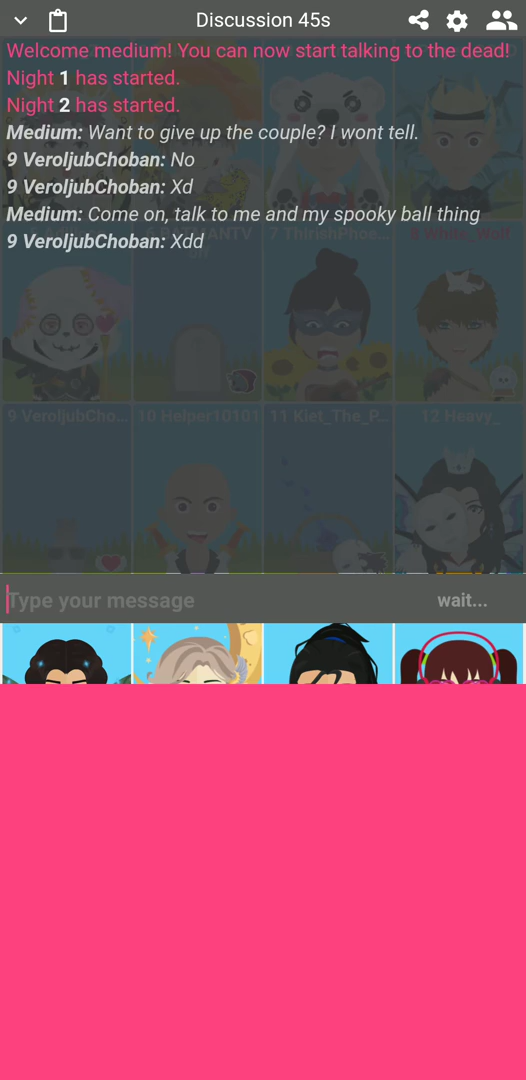 Discussion 45s
Welcome medium! You can now start talking to the dead!
Night 1 has started.
Night 2 has started.
Medium: Want to give up the couple? I wont tell.
9 VeroljubChoban: No
9 VeroljubChoban: Xd
Medium: Come on, talk to me and my spooky ball thing
9 VeroljubChoban: Xdd
7 ThirishPhoe... 8 White_Wolf
9 VeroljubCho... 10 Helper10101 11 Klet_The_P... 12 Heavy_
Type your message wait...